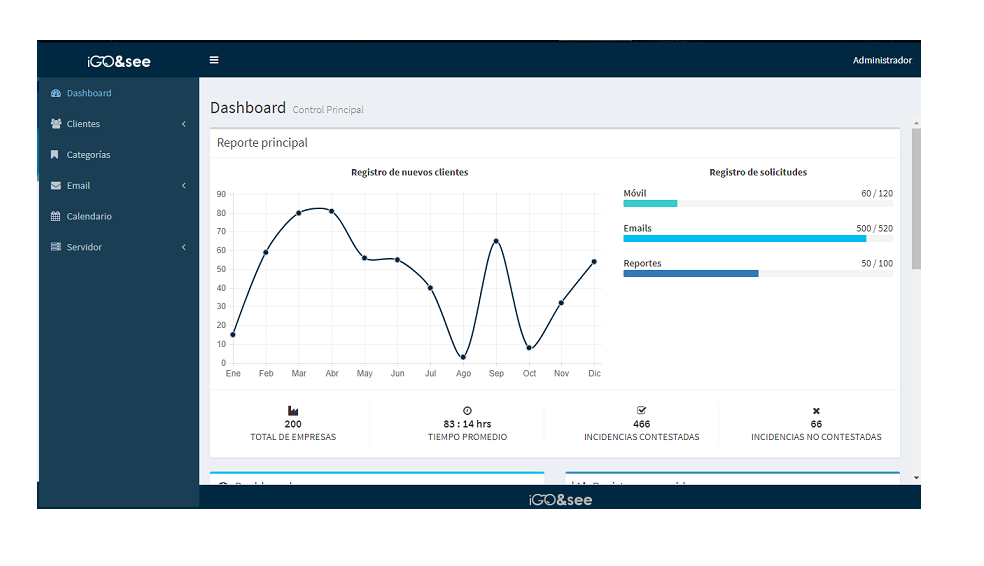 iGO&see
Administrador
Dashboard
Clientes
Categorías
Email
Calendario
Servidor
Dashboard Control Principal
Reporte principal
Registro de nuevos clientes
90
80
70
60
50
40
30
20
10
0
Ene Feb Mar Abr May Jun Jul Ago Sep Oct Nov Dic
Registro de solicitudes
Móvil 60 / 120
Emails 500 / 520
Reportes 50 / 100
200
TOTAL DE EMPRESAS
83 : 14 hrs
TIEMPO PROMEDIO
466
INCIDENCIAS CONTESTADAS
66
INCIDENCIAS NO CONTESTADAS
iGO&see